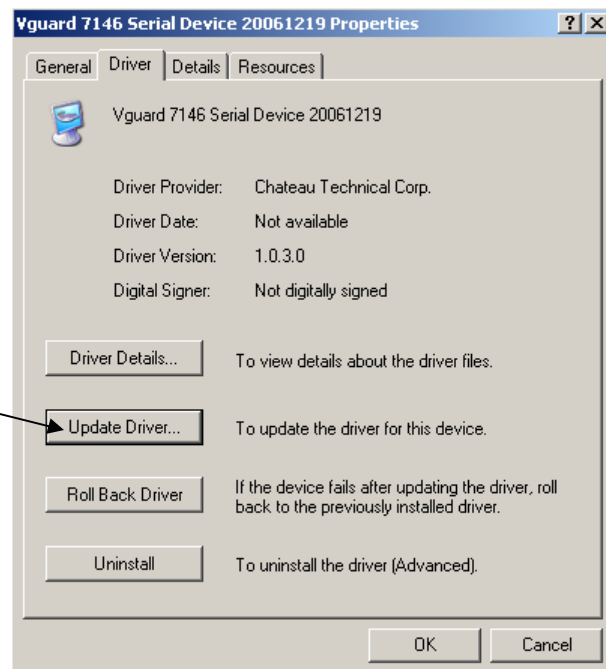 Vguard 7146 Serial Device 20061219 Properties
General Driver Details Resources
Vguard 7146 Serial Device 20061219
Driver Provider: Chateau Technical Corp.
Driver Date: Not available
Driver Version: 1.0.3.0
Digital Signer: Not digitally signed
Driver Details... To view details about the driver files.
Update Driver... To update the driver for this device.
Roll Back Driver If the device fails after updating the driver, roll
back to the previously installed driver.
Uninstall To uninstall the driver (Advanced).
OK Cancel